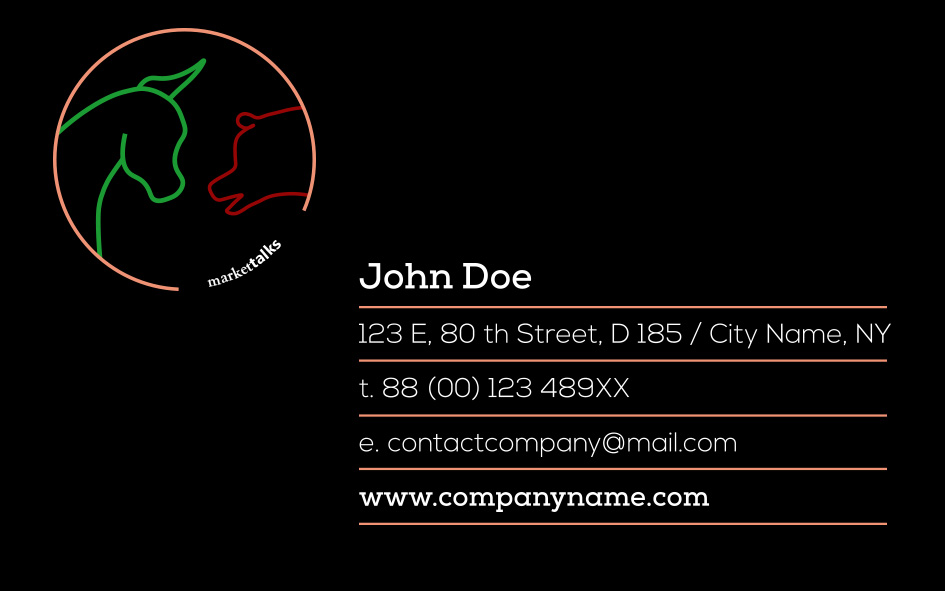 markettalks
John Doe
123 E, 80 th Street, D 185 / City Name, NY
t. 88 (00) 123 489XX
e. contactcompany@mail.com
www.companyname.com